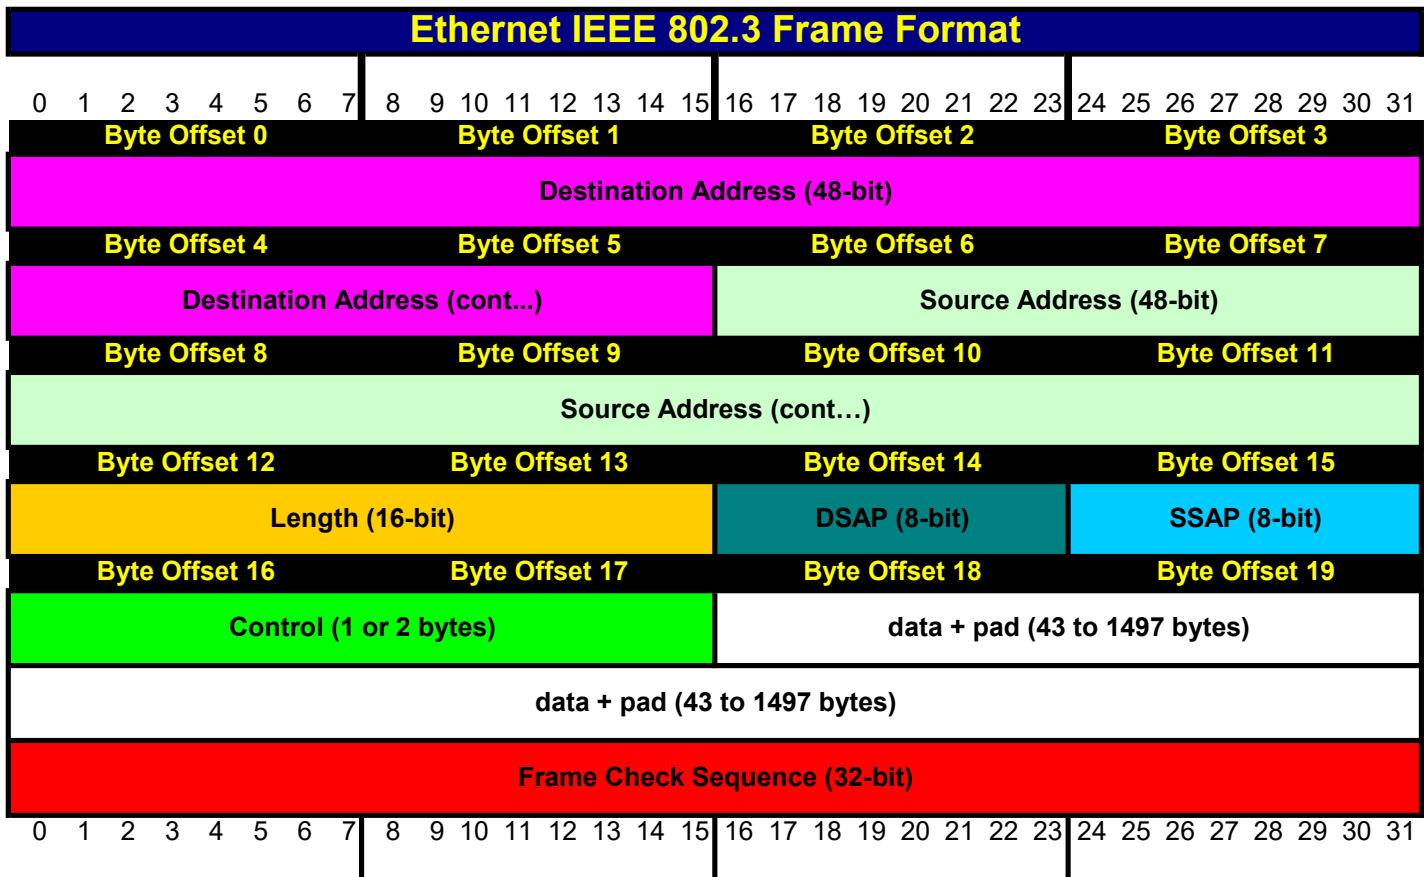 Ethernet IEEE 802.3 Frame Format
0 1 2 3 4 5 6 7 8 9 10 11 12 13 14 15 16 17 18 19 20 21 22 23 24 25 26 27 28 29 30 31
Byte Offset 0 Byte Offset 1 Byte Offset 2 Byte Offset 3
Destination Address (48-bit)
Byte Offset 4 Byte Offset 5 Byte Offset 6 Byte Offset 7
Destination Address (cont...) Source Address (48-bit)
Byte Offset 8 Byte Offset 9 Byte Offset 10 Byte Offset 11
Source Address (cont…)
Byte Offset 12 Byte Offset 13 Byte Offset 14 Byte Offset 15
Length (16-bit) DSAP (8-bit) SSAP (8-bit)
Byte Offset 16 Byte Offset 17 Byte Offset 18 Byte Offset 19
Control (1 or 2 bytes) data + pad (43 to 1497 bytes)
data + pad (43 to 1497 bytes)
Frame Check Sequence (32-bit)
0 1 2 3 4 5 6 7 8 9 10 11 12 13 14 15 16 17 18 19 20 21 22 23 24 25 26 27 28 29 30 31